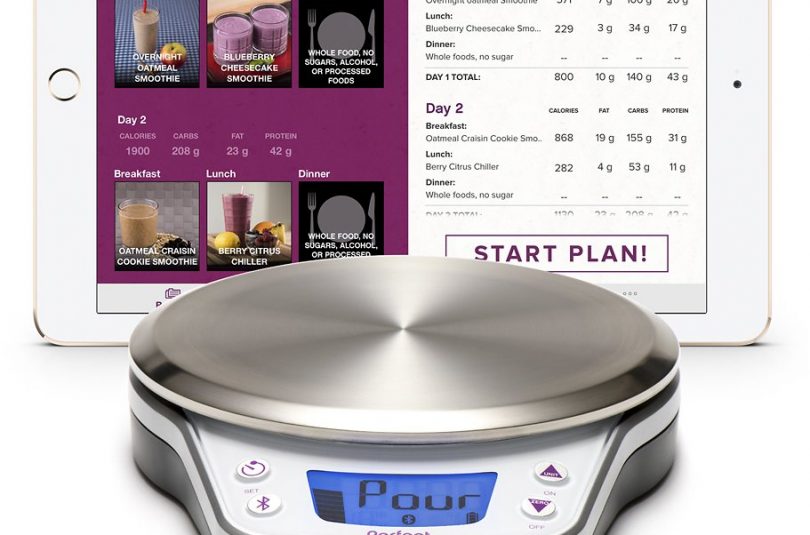 OVERNIGHT
OATMEAL
SMOOTHIE
BLUEBERRY
CHEESECAKE
SMOOTHIE
WHOLE FOOD, NO
SUGARS, ALCOHOL,
OR PROCESSED
FOODS
Day 2
CALORIES CARBS FAT PROTEIN
1900 208 g 23 g 42 g
Breakfast Lunch Dinner
OATMEAL CRAISIN
COOKIE SMOOTHIE
BERRY CITRUS
CHILLER
WHOLE FOOD, NO
SUGARS, ALCOHOL,
OR PROCESSED
Overnight oatmeal Smoothie 571 7 g 106 g 26 g
Lunch:
Blueberry Cheesecake Smo... 229 3 g 34 g 17 g
Dinner:
Whole foods, no sugar -- -- -- --
DAY 1 TOTAL: 800 10 g 140 g 43 g
Day 2 CALORIES FAT CARBS PROTEIN
Breakfast:
Oatmeal Craisin Cookie Smo.. 868 19 g 155 g 31 g
Lunch:
Berry Citrus Chiller 282 4 g 53 g 11 g
Dinner:
Whole foods, no sugar -- -- -- --
DAY 2 TOTAL: 1130 23 g 208 g 42 g
START PLAN!
SET
Pour
UNIT
ON
ZERO
OFF
Perfect